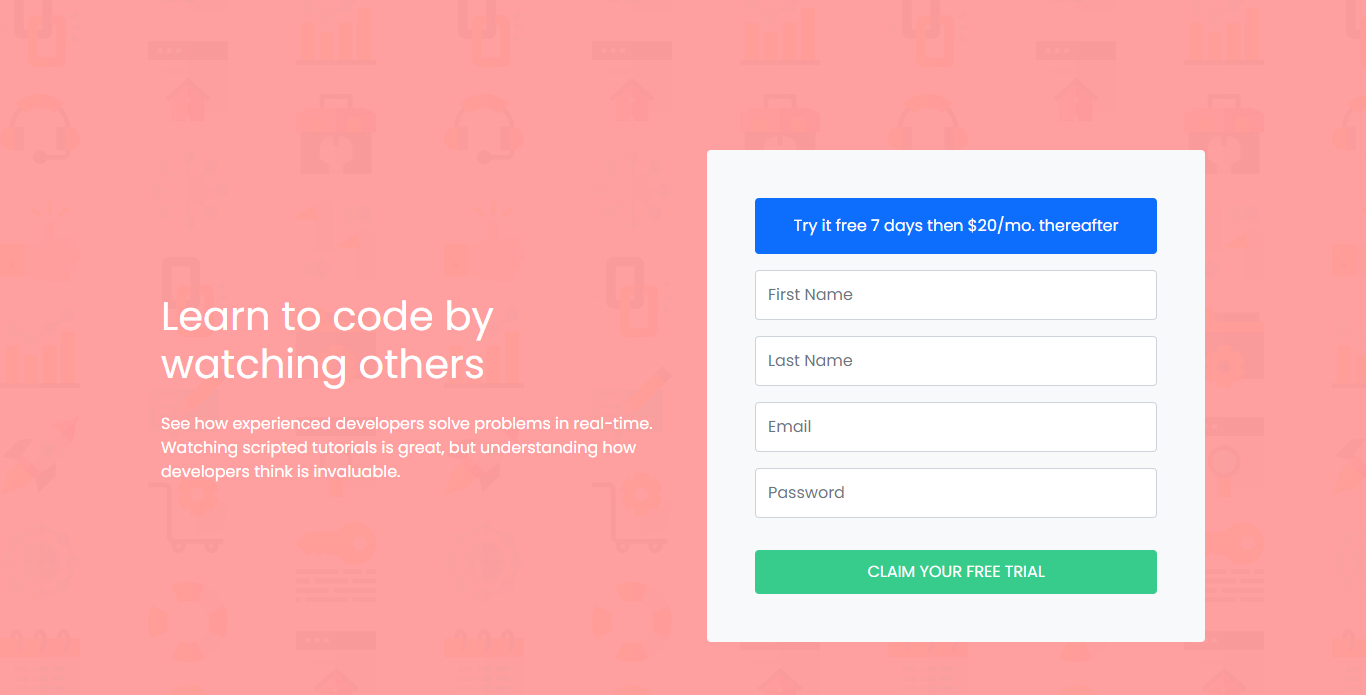 Learn to code by
watching others
See how experienced developers solve problems in real-time.
Watching scripted tutorials is great, but understanding how
developers think is invaluable.
Try it free 7 days then $20/mo. thereafter
First Name
Last Name
Email
Password
CLAIM YOUR FREE TRIAL